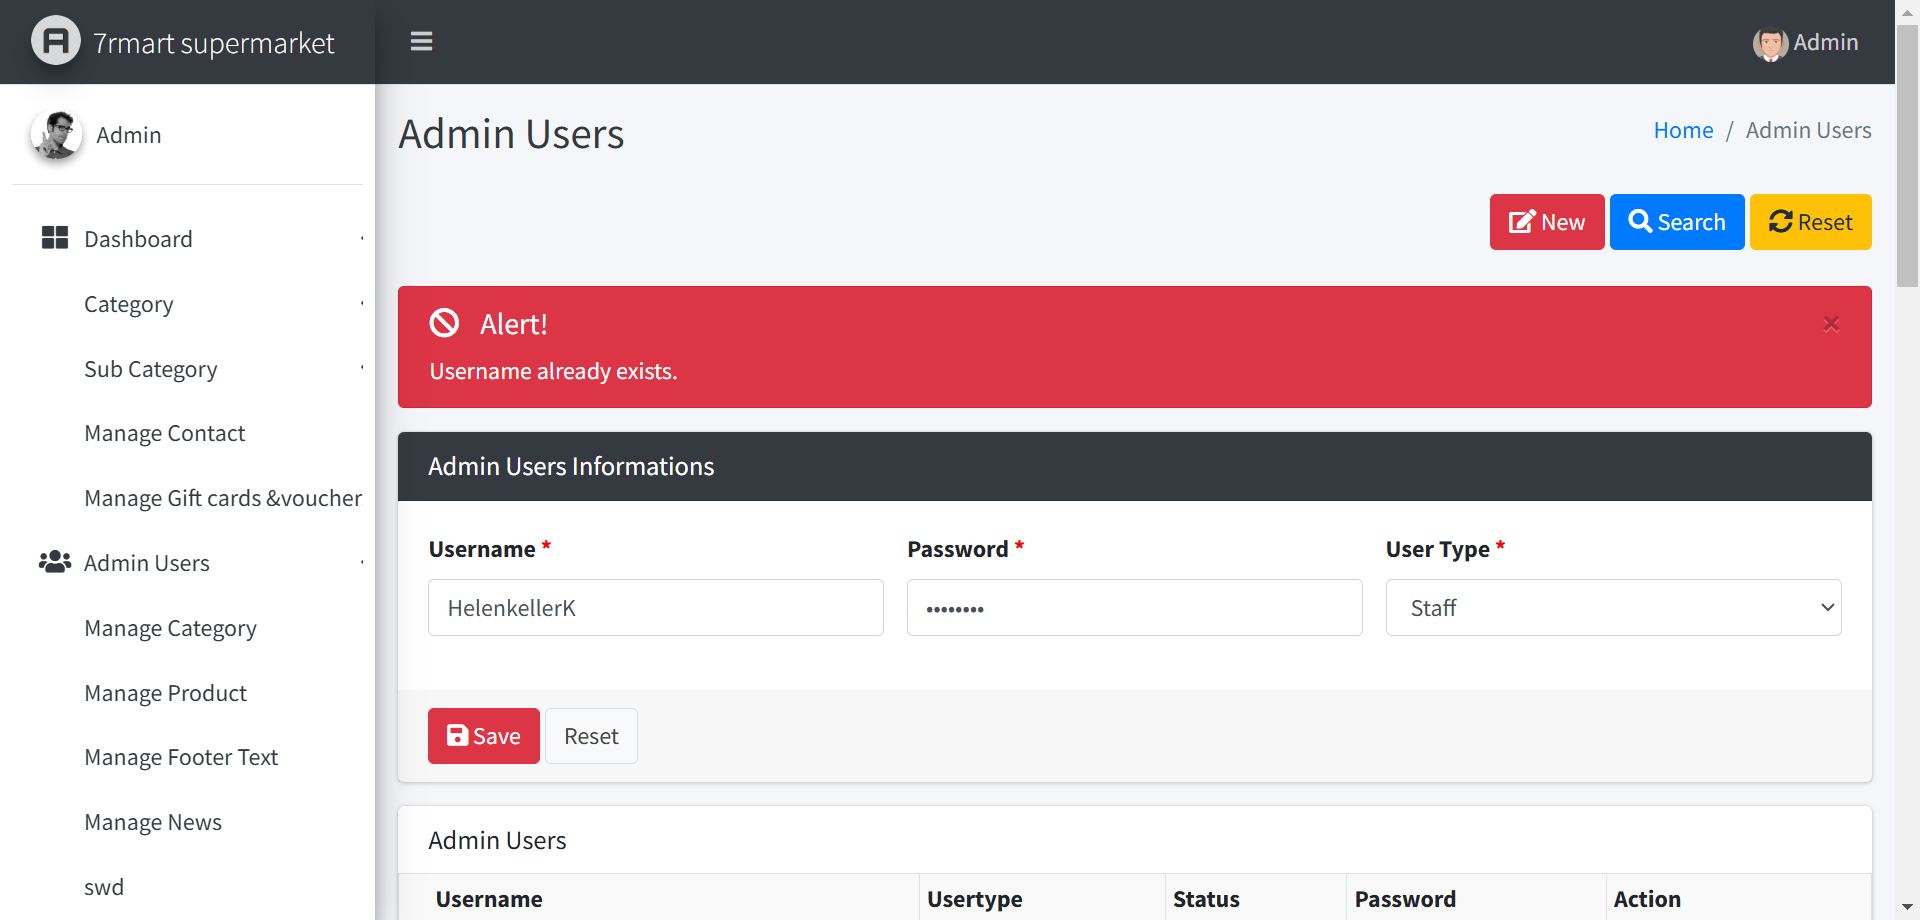 7rmart supermarket
Admin
Admin
Dashboard
Category
Sub Category
Manage Contact
Manage Gift cards &voucher
Admin Users
Manage Category
Manage Product
Manage Footer Text
Manage News
swd
Admin Users
Home / Admin Users
New Search Reset
Alert!
×
Username already exists.
Admin Users Informations
Username * Password * User Type *
HelenkellerK •••••••• Staff
Save Reset
Admin Users
Username Usertype Status Password Action